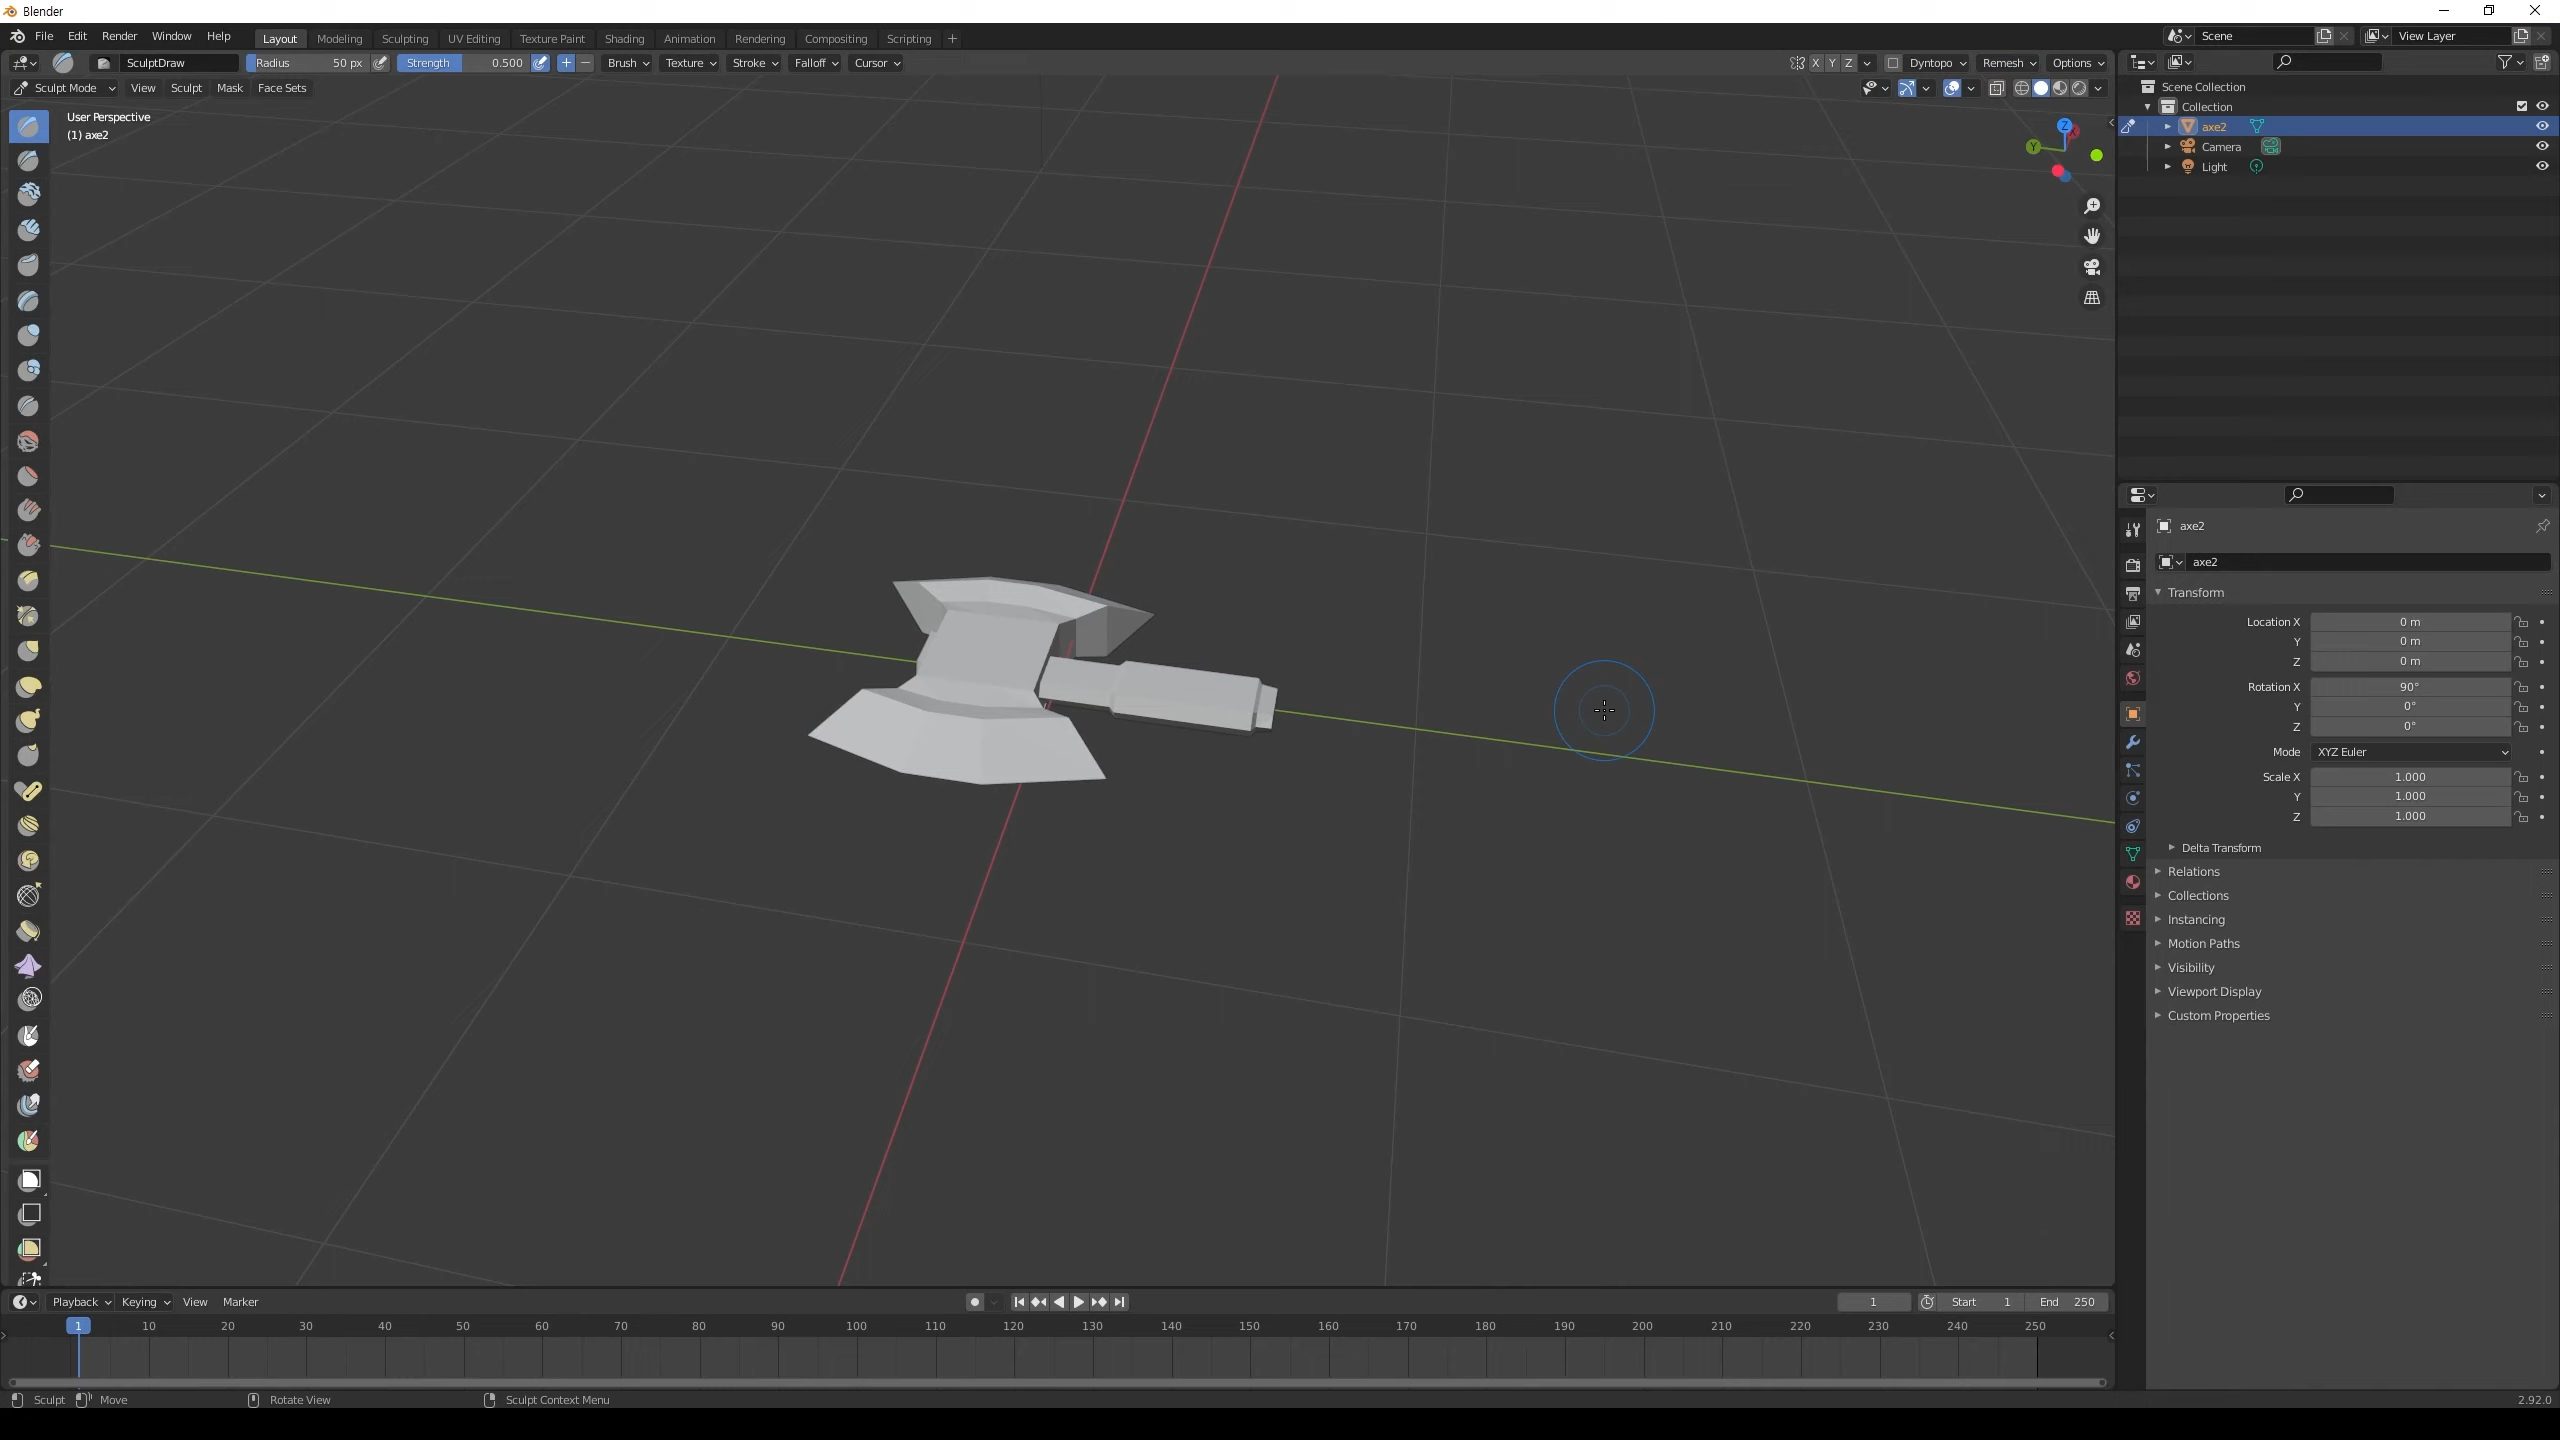 Blender
File Edit Render Window Help Layout Modeling Sculpting UV Editing Texture Paint Shading Animation Rendering Compositing Scripting + Scene View Layer
SculptDraw Radius 50 px Strength 0.500 + − Brush Texture Stroke Falloff Cursor X Y Z Dyntopo Remesh Options
Sculpt Mode View Sculpt Mask Face Sets
User Perspective
(1) axe2
Z
Y
X
Scene Collection
Collection
axe2
Camera
Light
axe2
axe2
Transform
Location X 0 m
Y 0 m
Z 0 m
Rotation X 90°
Y 0°
Z 0°
Mode XYZ Euler
Scale X 1.000
Y 1.000
Z 1.000
Delta Transform
Relations
Collections
Instancing
Motion Paths
Visibility
Viewport Display
Custom Properties
Playback Keying View Marker 1 Start 1 End 250
1 10 20 30 40 50 60 70 80 90 100 110 120 130 140 150 160 170 180 190 200 210 220 230 240 250
Sculpt Move Rotate View Sculpt Context Menu 2.92.0